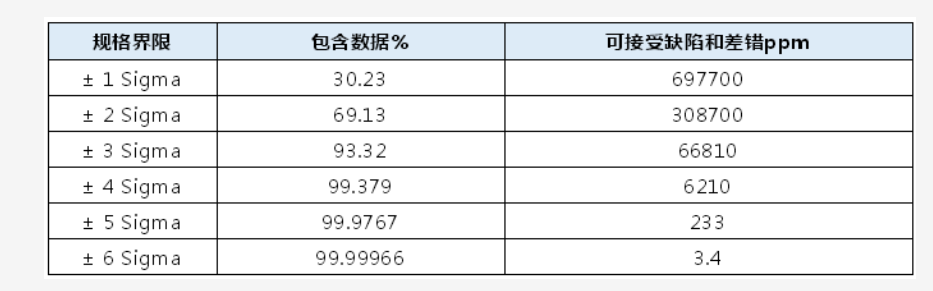 规格界限 包含数据% 可接受缺陷和差错ppm
± 1 Sigma 30.23 697700
± 2 Sigma 69.13 308700
± 3 Sigma 93.32 66810
± 4 Sigma 99.379 6210
± 5 Sigma 99.9767 233
± 6 Sigma 99.99966 3.4